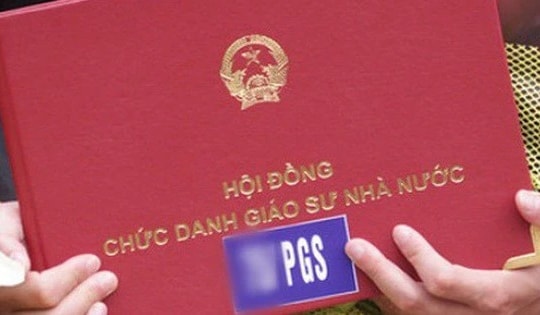 HỘI ĐỒNG
CHỨC DANH GIÁO SƯ NHÀ NƯỚC
PGS